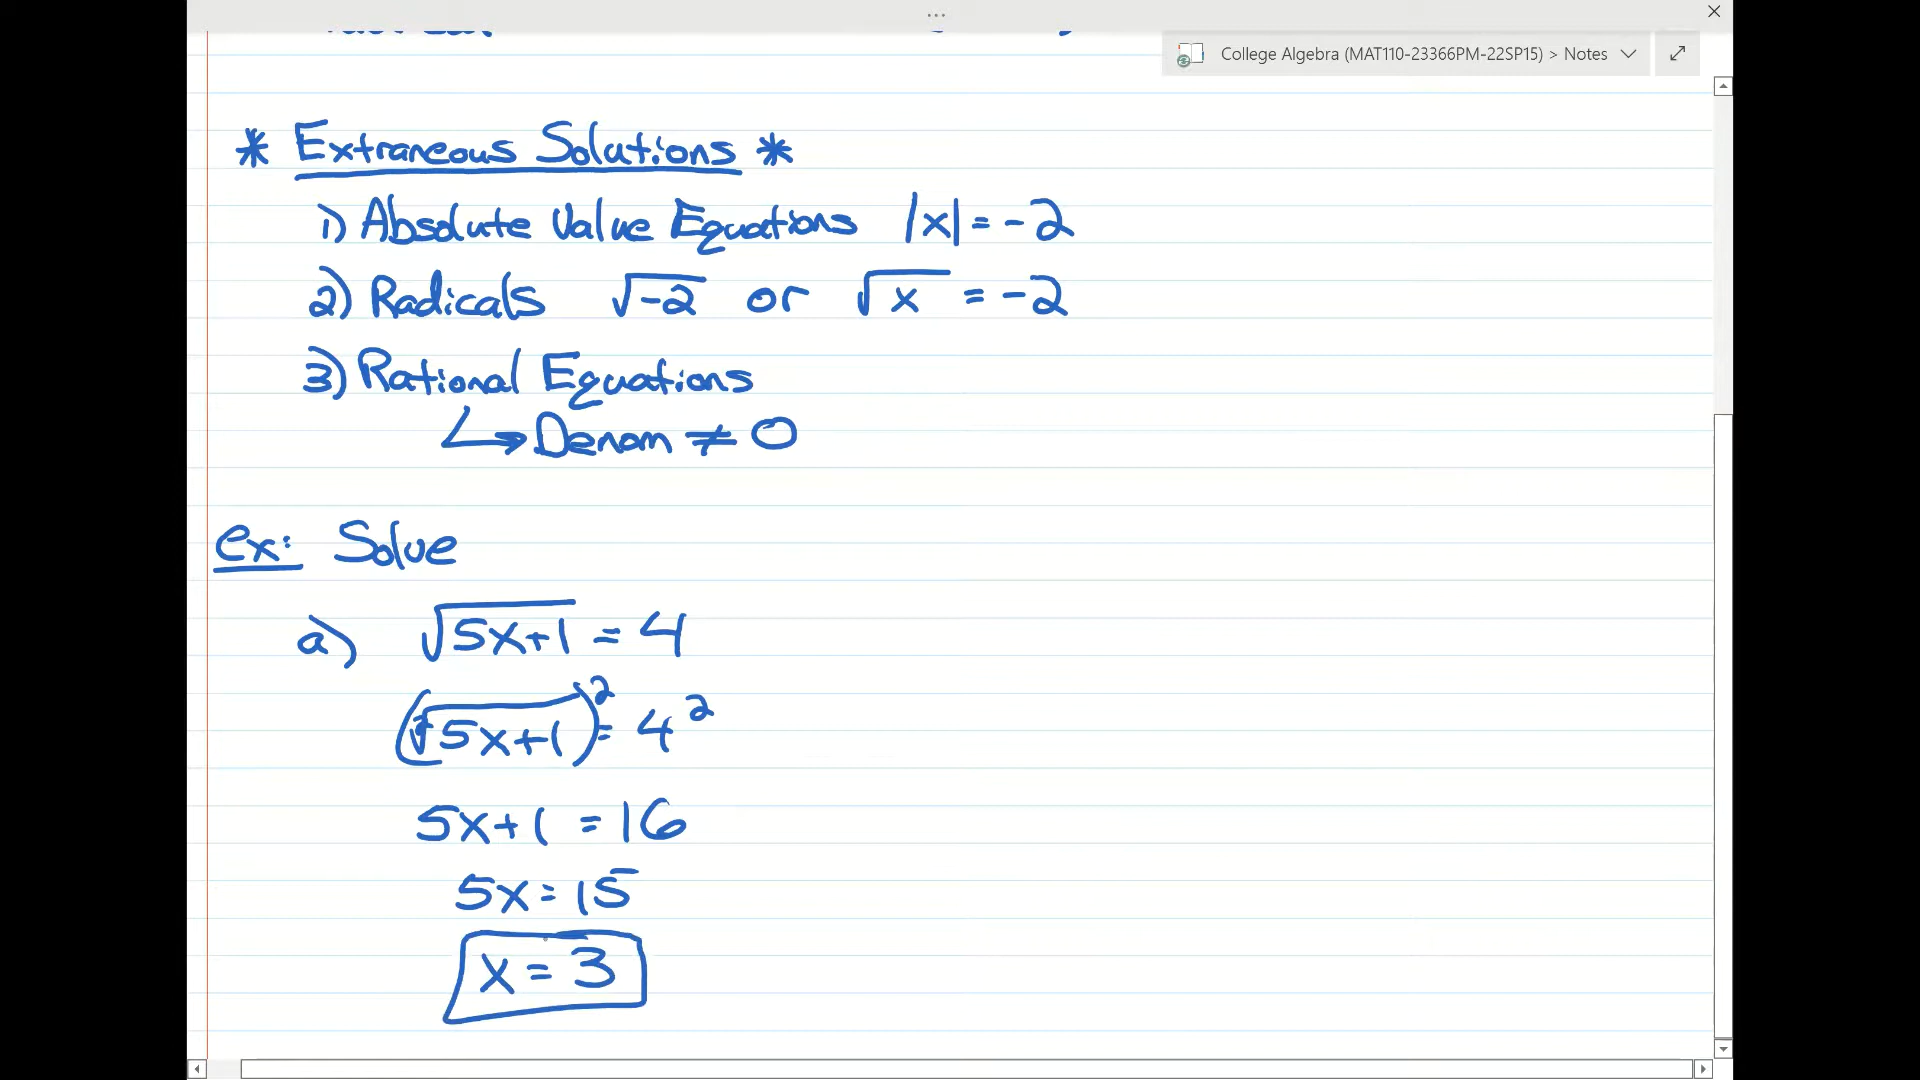 ...
College Algebra (MAT110-23366PM-22SP15) > Notes
* Extraneous Solutions *
1) Absolute Value Equations |x| = -2
2) Radicals √-2 or √x = -2
3) Rational Equations
↳ Denom ≠ 0
ex: Solve
a) √5x+1 = 4
(√5x+1)² = 4²
5x+1 = 16
5x = 15
x = 3